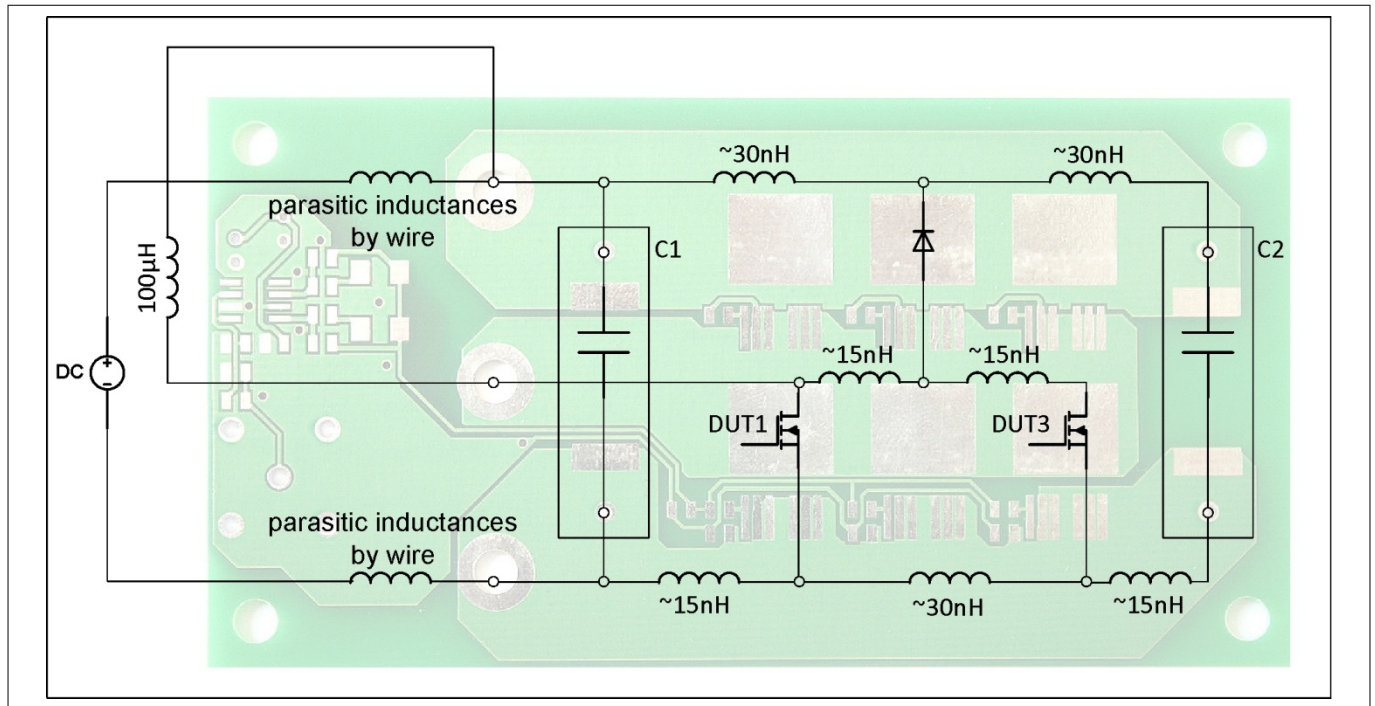 ~30nH
~30nH
parasitic inductances
by wire
C1
C2
100µH
DC
+
-
~15nH
~15nH
DUT1
DUT3
parasitic inductances
by wire
~15nH
~30nH
~15nH